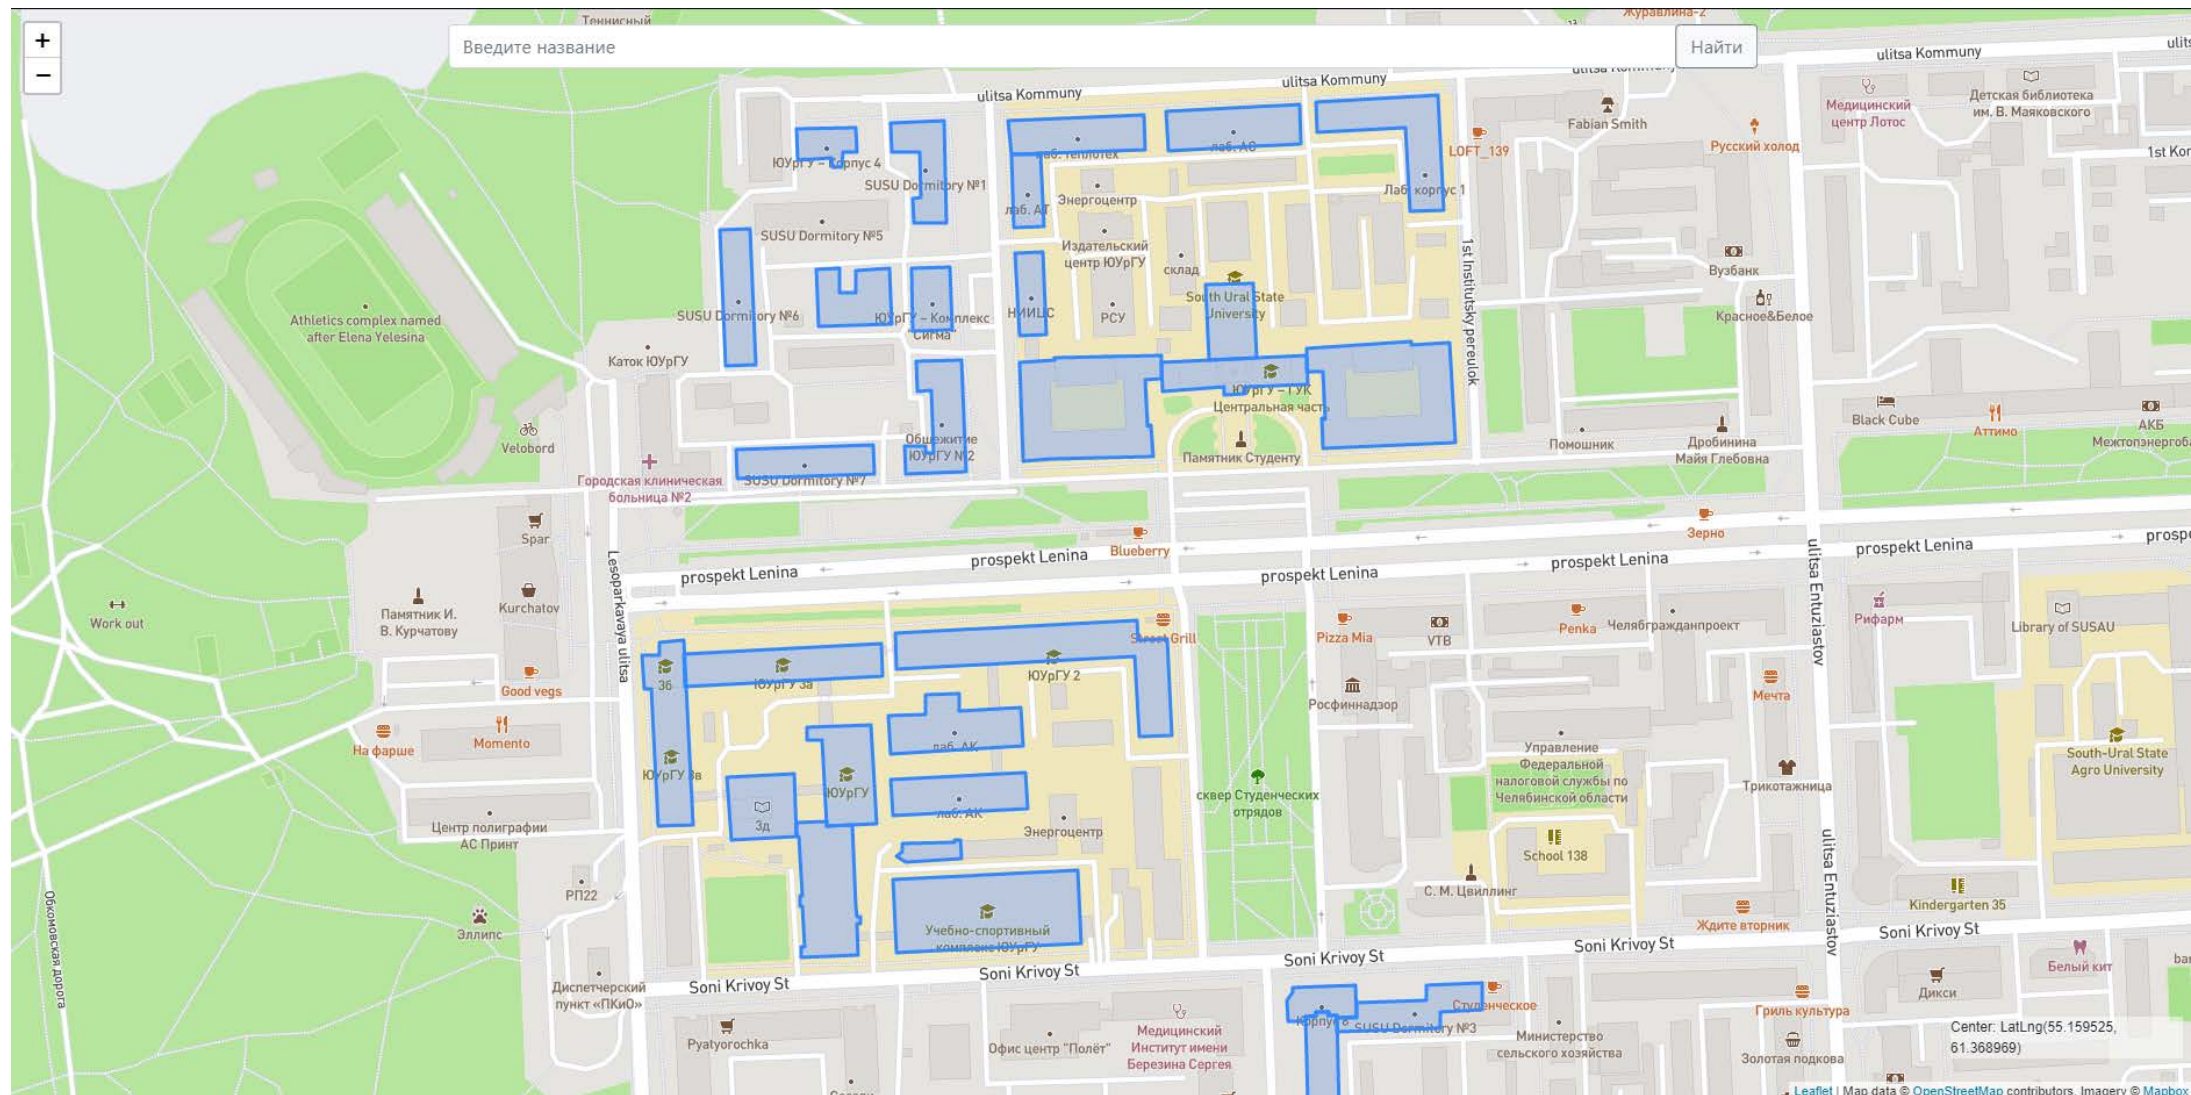 +
−
Введите название
Найти
Теннисный
Журавлина-2
ulitsa Kommuny
ulitsa Kommuny
ulitsa Kommuny
Медицинский
центр Лотос
Детская библиотека
им. В. Маяковского
Fabian Smith
Русский холод
LOFT_139
ЮУрГУ – Корпус 4
SUSU Dormitory №1
лаб. теплотех
лаб. АС
Лаб. корпус 1
лаб. АТ
Энергоцентр
SUSU Dormitory №5
Издательский
центр ЮУрГУ
склад
1st Institutsky pereulok
Вузбанк
South Ural State
University
SUSU Dormitory №6
ЮУрГУ – Комплекс
Сигма"
НИИЦС
РСУ
Красное&Белое
Athletics complex named
after Elena Yelesina
Каток ЮУрГУ
ЮУрГУ – ГУК
Центральная часть
Black Cube
Аттимо
АКБ
Velobord
Общежитие
ЮУрГУ №2
Памятник Студенту
Помошник
Дробинина
Майя Глебовна
Городская клиническая
больница №2
SUSU Dormitory №7
Spar
Blueberry
Зерно
prospekt Lenina
prospekt Lenina
prospekt Lenina
prospekt Lenina
prospekt Lenina
Lesoparkavaya ulitsa
ulitsa Entuziastov
Work out
Памятник И.
В. Курчатову
Kurchatov
Street Grill
Pizza Mia
VTB
Penka
Челябгражданпроект
Рифарм
Library of SUSAU
3б
ЮУрГУ 3а
ЮУрГУ 2
Good vegs
Росфиннадзор
Мечта
На фарше
Momento
лаб. АК
Управление
Федеральной
налоговой службы по
Челябинской области
South-Ural State
Agro University
ЮУрГУ 3в
ЮУрГУ
сквер Студенческих
отрядов
Трикотажница
3д
лаб. АК
Центр полиграфии
АС Принт
Энергоцентр
School 138
ulitsa Entuziastov
РП22
С. М. Цвиллинг
Kindergarten 35
Обкомовская дорога
Эллипс
Учебно-спортивный
комплекс ЮУрГУ
Ждите вторник
Soni Krivoy St
Soni Krivoy St
Soni Krivoy St
Soni Krivoy St
Soni Krivoy St
Белый кит
Диспетчерский
пункт «ПКиО»
Дикси
Студенческое
Гриль культура
Корпус 8
SUSU Dormitory №3
Pyatyorochka
Офис центр "Полёт"
Медицинский
Институт имени
Березина Сергея
Министерство
сельского хозяйства
Золотая подкова
Center: LatLng(55.159525,
61.368969)
Leaflet | Map data © OpenStreetMap contributors, Imagery © Mapbox